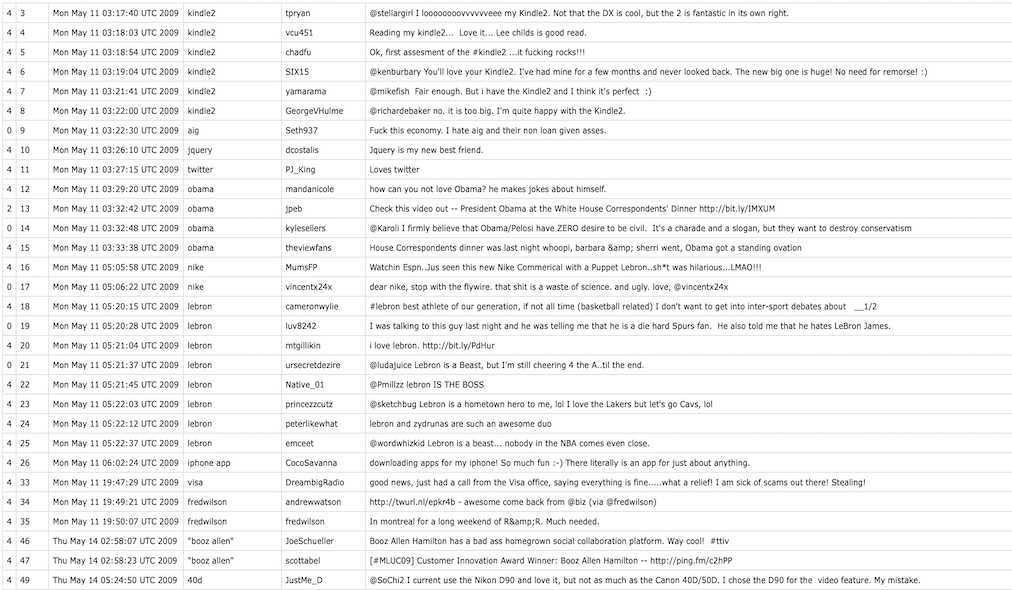 4 3 Mon May 11 03:17:40 UTC 2009 kindle2 tpryan @stellargirl I loooooooovvvvvveee my Kindle2. Not that the DX is cool, but the 2 is fantastic in its own right.
4 4 Mon May 11 03:18:03 UTC 2009 kindle2 vcu451 Reading my kindle2... Love it... Lee childs is good read.
4 5 Mon May 11 03:18:54 UTC 2009 kindle2 chadfu Ok, first assesment of the #kindle2 ...it fucking rocks!!!
4 6 Mon May 11 03:19:04 UTC 2009 kindle2 SIX15 @kenburbary You'll love your Kindle2. I've had mine for a few months and never looked back. The new big one is huge! No need for remorse! :)
4 7 Mon May 11 03:21:41 UTC 2009 kindle2 yamarama @mikefish Fair enough. But i have the Kindle2 and I think it's perfect :)
4 8 Mon May 11 03:22:00 UTC 2009 kindle2 GeorgeVHulme @richardebaker no. it is too big. I'm quite happy with the Kindle2.
0 9 Mon May 11 03:22:30 UTC 2009 aig Seth937 Fuck this economy. I hate aig and their non loan given asses.
4 10 Mon May 11 03:26:10 UTC 2009 jquery dcostalis Jquery is my new best friend.
4 11 Mon May 11 03:27:15 UTC 2009 twitter PJ_King Loves twitter
4 12 Mon May 11 03:29:20 UTC 2009 obama mandanicole how can you not love Obama? he makes jokes about himself.
2 13 Mon May 11 03:32:42 UTC 2009 obama jpeb Check this video out -- President Obama at the White House Correspondents' Dinner http://bit.ly/IMXUM
0 14 Mon May 11 03:32:48 UTC 2009 obama kylesellers @Karoli I firmly believe that Obama/Pelosi have ZERO desire to be civil. It's a charade and a slogan, but they want to destroy conservatism
4 15 Mon May 11 03:33:38 UTC 2009 obama theviewfans House Correspondents dinner was last night whoopi, barbara &amp; sherri went, Obama got a standing ovation
4 16 Mon May 11 05:05:58 UTC 2009 nike MumsFP Watchin Espn..Jus seen this new Nike Commerical with a Puppet Lebron..sh*t was hilarious...LMAO!!!
0 17 Mon May 11 05:06:22 UTC 2009 nike vincentx24x dear nike, stop with the flywire. that shit is a waste of science. and ugly. love, @vincentx24x
4 18 Mon May 11 05:20:15 UTC 2009 lebron cameronwylie #lebron best athlete of our generation, if not all time (basketball related) I don't want to get into inter-sport debates about __1/2
0 19 Mon May 11 05:20:28 UTC 2009 lebron luv8242 I was talking to this guy last night and he was telling me that he is a die hard Spurs fan. He also told me that he hates LeBron James.
4 20 Mon May 11 05:21:04 UTC 2009 lebron mtgillikin i love lebron. http://bit.ly/PdHur
0 21 Mon May 11 05:21:37 UTC 2009 lebron ursecretdezire @ludajuice Lebron is a Beast, but I'm still cheering 4 the A..til the end.
4 22 Mon May 11 05:21:45 UTC 2009 lebron Native_01 @Pmillzz lebron IS THE BOSS
4 23 Mon May 11 05:22:03 UTC 2009 lebron princezzcutz @sketchbug Lebron is a hometown hero to me, lol I love the Lakers but let's go Cavs, lol
4 24 Mon May 11 05:22:12 UTC 2009 lebron peterlikewhat lebron and zydrunas are such an awesome duo
4 25 Mon May 11 05:22:37 UTC 2009 lebron emceet @wordwhizkid Lebron is a beast... nobody in the NBA comes even close.
4 26 Mon May 11 06:02:24 UTC 2009 iphone app CocoSavanna downloading apps for my iphone! So much fun :-) There literally is an app for just about anything.
4 33 Mon May 11 19:47:29 UTC 2009 visa DreambigRadio good news, just had a call from the Visa office, saying everything is fine.....what a relief! I am sick of scams out there! Stealing!
4 34 Mon May 11 19:49:21 UTC 2009 fredwilson andrewwatson http://twurl.nl/epkr4b - awesome come back from @biz (via @fredwilson)
4 35 Mon May 11 19:50:07 UTC 2009 fredwilson fredwilson In montreal for a long weekend of R&amp;R. Much needed.
4 46 Thu May 14 02:58:07 UTC 2009 "booz allen" JoeSchueller Booz Allen Hamilton has a bad ass homegrown social collaboration platform. Way cool! #ttiv
4 47 Thu May 14 02:58:23 UTC 2009 "booz allen" scottabel [#MLUC09] Customer Innovation Award Winner: Booz Allen Hamilton -- http://ping.fm/c2hPP
4 49 Thu May 14 05:24:50 UTC 2009 40d JustMe_D @SoChi2 I current use the Nikon D90 and love it, but not as much as the Canon 40D/50D. I chose the D90 for the video feature. My mistake.